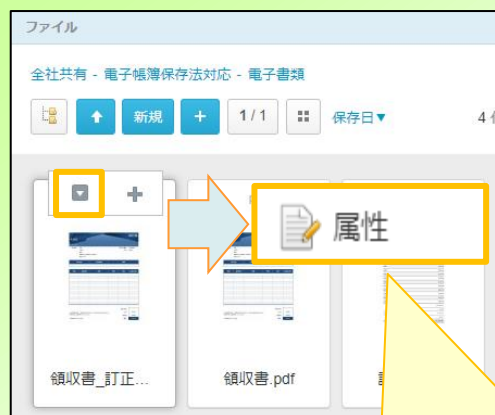 ファイル
全社共有 - 電子帳簿保存法対応 - 電子書類
新規 + 1/1 保存日▼ 4
属性
領収書_訂正... 領収書.pdf